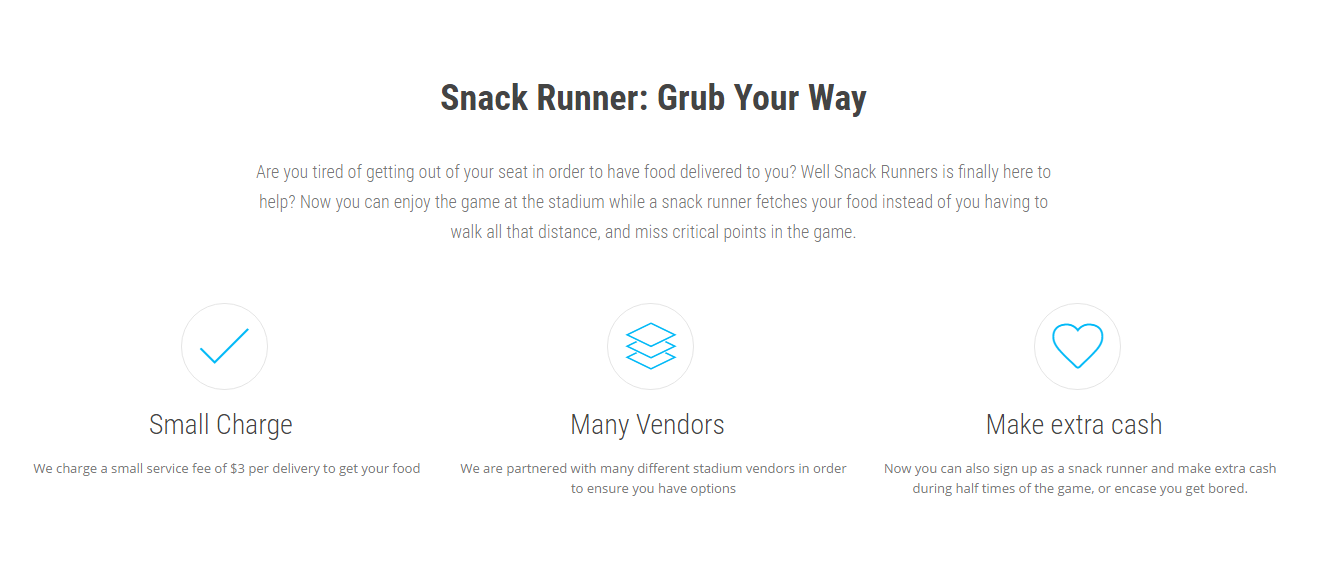 Snack Runner: Grub Your Way
Are you tired of getting out of your seat in order to have food delivered to you? Well Snack Runners is finally here to
help? Now you can enjoy the game at the stadium while a snack runner fetches your food instead of you having to
walk all that distance, and miss critical points in the game.
Small Charge
We charge a small service fee of $3 per delivery to get your food
Many Vendors
We are partnered with many different stadium vendors in order
to ensure you have options
Make extra cash
Now you can also sign up as a snack runner and make extra cash
during half times of the game, or encase you get bored.